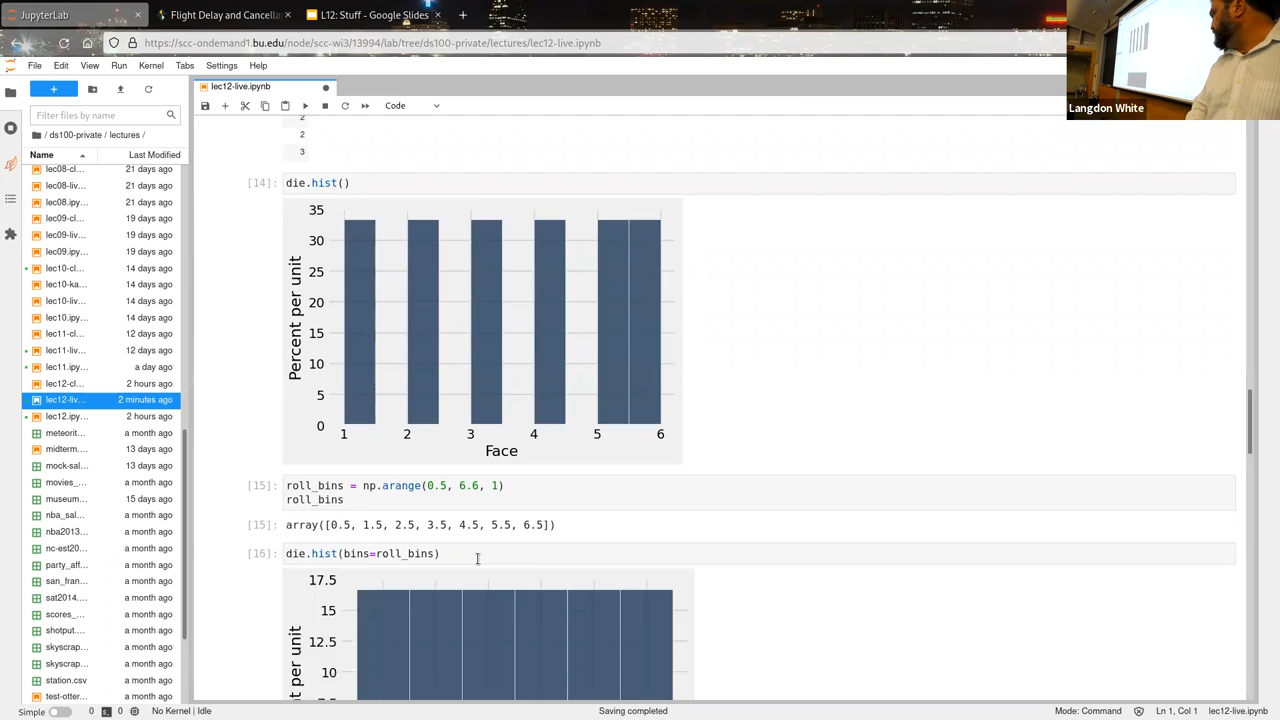 JupyterLab
Flight Delay and Cancella
L12: Stuff - Google Slides
https://scc-ondemand1.bu.edu/node/scc-wi3/13994/lab/tree/ds100-private/lectures/lec12-live.ipynb
Langdon White
File Edit View Run Kernel Tabs Settings Help
lec12-live.ipynb
Code
Filter files by name
/ ds100-private / lectures /
Name Last Modified
lec08-cl... 21 days ago
lec08-liv... 21 days ago
lec08.ipy... 21 days ago
lec09-cl... 19 days ago
lec09-liv... 19 days ago
lec09.ipy... 19 days ago
lec10-cl... 14 days ago
lec10-ka... 14 days ago
lec10-liv... 14 days ago
lec10.ipy... 14 days ago
lec11-cl... 12 days ago
lec11-liv... 12 days ago
lec11.ipy... a day ago
lec12-cl... 2 hours ago
lec12-liv... 2 minutes ago
lec12.ipy... 2 hours ago
meteorit... a month ago
midterm.... 13 days ago
mock-sal... 13 days ago
movies_... a month ago
museum... 15 days ago
nba_sal... a month ago
nba2013... a month ago
nc-est20... a month ago
party_aff... a month ago
san_fran... a month ago
sat2014.... a month ago
scores_... a month ago
shotput.... a month ago
skyscrap... a month ago
skyscrap... a month ago
station.csv a month ago
test-otter... a month ago
2
2
3
[14]: die.hist()
35
30
25
20
15
10
5
0
Percent per unit
1 2 3 4 5 6
Face
[15]: roll_bins = np.arange(0.5, 6.6, 1)
roll_bins
[15]: array([0.5, 1.5, 2.5, 3.5, 4.5, 5.5, 6.5])
[16]: die.hist(bins=roll_bins)
17.5
15
12.5
10
t per unit
Simple 0 0 No Kernel | Idle Saving completed Mode: Command Ln 1, Col 1 lec12-live.ipynb